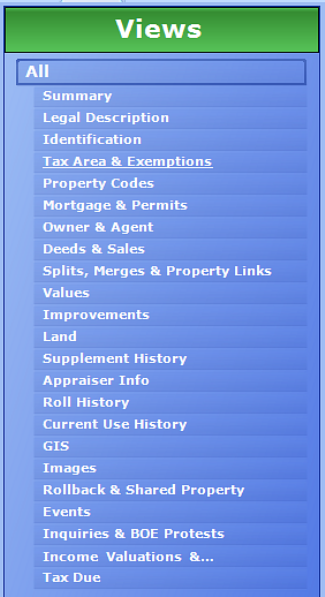 Views
All
Summary
Legal Description
Identification
Tax Area & Exemptions
Property Codes
Mortgage & Permits
Owner & Agent
Deeds & Sales
Splits, Merges & Property Links
Values
Improvements
Land
Supplement History
Appraiser Info
Roll History
Current Use History
GIS
Images
Rollback & Shared Property
Events
Inquiries & BOE Protests
Income Valuations &...
Tax Due